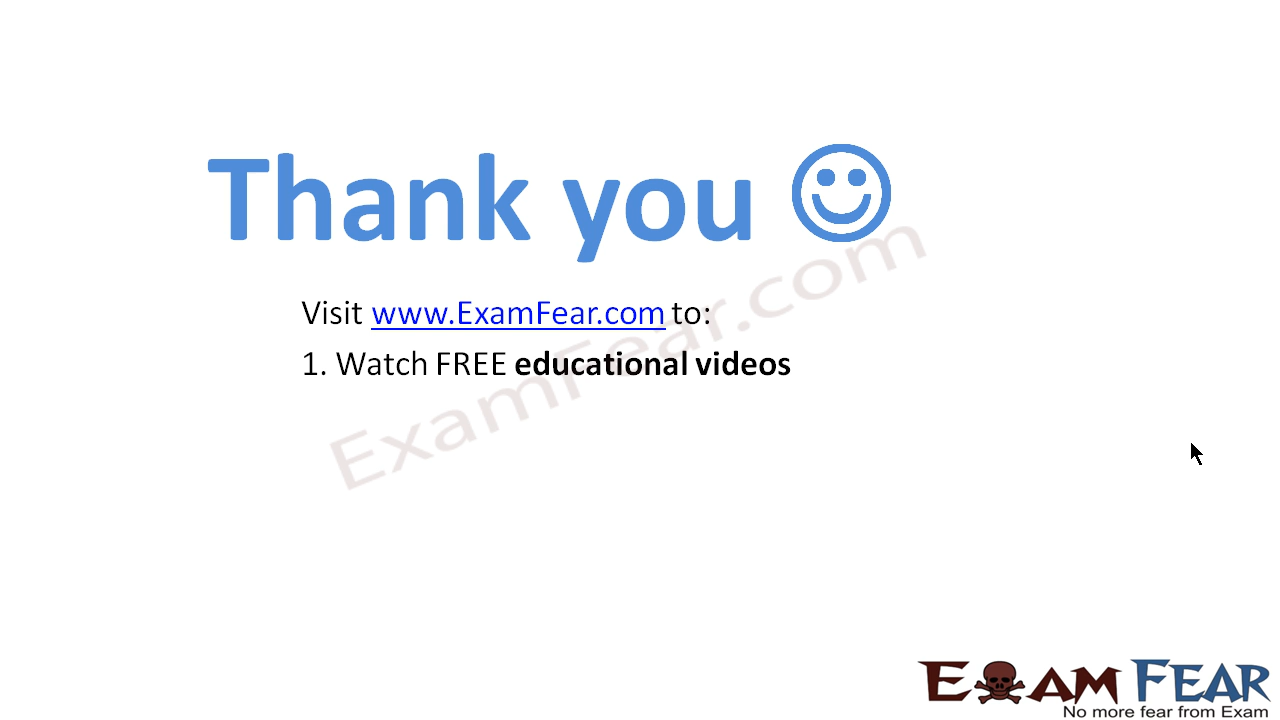 Thank you
Visit www.ExamFear.com to:
1. Watch FREE educational videos
ExamFear.com
EXAM FEAR
No more fear from Exam